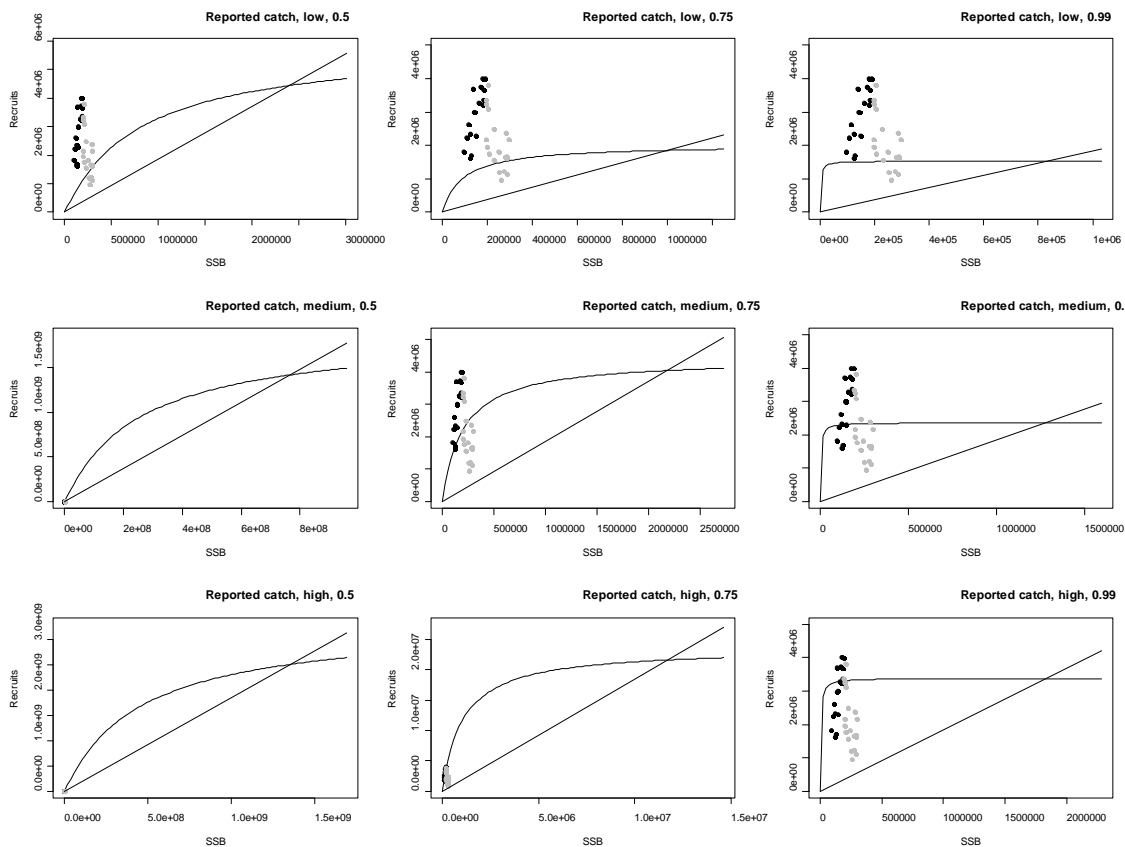 Reported catch, low, 0.5
Recruits
0e+00 2e+06 4e+06 6e+06
0 500000 1000000 2000000 3000000
SSB
Reported catch, low, 0.75
Recruits
0e+00 2e+06 4e+06
0 200000 400000 600000 800000 1000000
SSB
Reported catch, low, 0.99
Recruits
0e+00 2e+06 4e+06
0e+00 2e+05 4e+05 6e+05 8e+05 1e+06
SSB
Reported catch, medium, 0.5
Recruits
0.0e+00 5.0e+08 1.0e+09 1.5e+09
0e+00 2e+08 4e+08 6e+08 8e+08
SSB
Reported catch, medium, 0.75
Recruits
0e+00 2e+06 4e+06
0 500000 1000000 1500000 2000000 2500000
SSB
Reported catch, medium, 0.
Recruits
0e+00 2e+06 4e+06
0 500000 1000000 1500000
SSB
Reported catch, high, 0.5
Recruits
0.0e+00 1.0e+09 2.0e+09 3.0e+09
0.0e+00 5.0e+08 1.0e+09 1.5e+09
SSB
Reported catch, high, 0.75
Recruits
0.0e+00 1.0e+07 2.0e+07
0.0e+00 5.0e+06 1.0e+07 1.5e+07
SSB
Reported catch, high, 0.99
Recruits
0e+00 2e+06 4e+06
0 500000 1000000 1500000 2000000
SSB